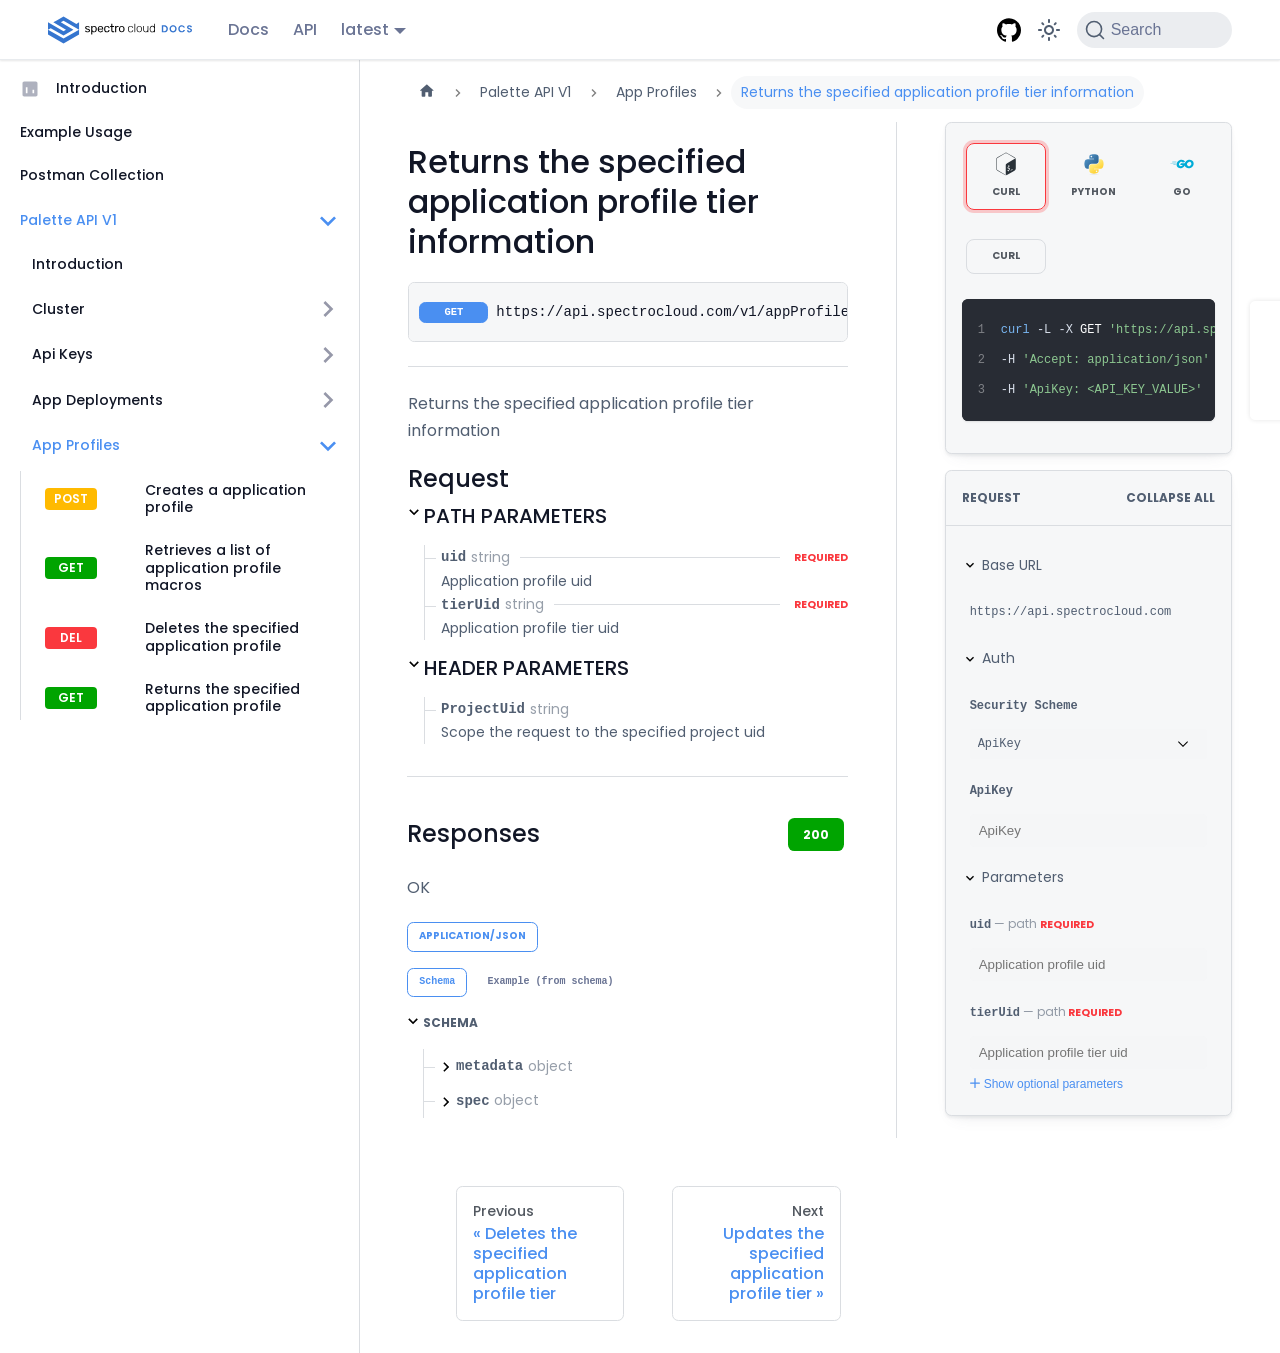 spectro cloud DOCS
Docs
API
latest
Search
Introduction
Example Usage
Postman Collection
Palette API V1
Introduction
Cluster
Api Keys
App Deployments
App Profiles
POST
Creates a application
profile
GET
Retrieves a list of
application profile
macros
DEL
Deletes the specified
application profile
GET
Returns the specified
application profile
Palette API V1
App Profiles
Returns the specified application profile tier information
Returns the specified
application profile tier
information
GET
https://api.spectrocloud.com/v1/appProfile
Returns the specified application profile tier
information
Request
PATH PARAMETERS
uid string
REQUIRED
Application profile uid
tierUid string
REQUIRED
Application profile tier uid
HEADER PARAMETERS
ProjectUid string
Scope the request to the specified project uid
Responses
200
OK
APPLICATION/JSON
Schema
Example (from schema)
SCHEMA
metadata object
spec object
Previous
« Deletes the
specified
application
profile tier
Next
Updates the
specified
application
profile tier »
CURL
PYTHON
GO
CURL
1 curl -L -X GET 'https://api.sp
2 -H 'Accept: application/json'
3 -H 'ApiKey: <API_KEY_VALUE>'
REQUEST
COLLAPSE ALL
Base URL
https://api.spectrocloud.com
Auth
Security Scheme
ApiKey
ApiKey
ApiKey
Parameters
uid — path REQUIRED
Application profile uid
tierUid — path REQUIRED
Application profile tier uid
Show optional parameters